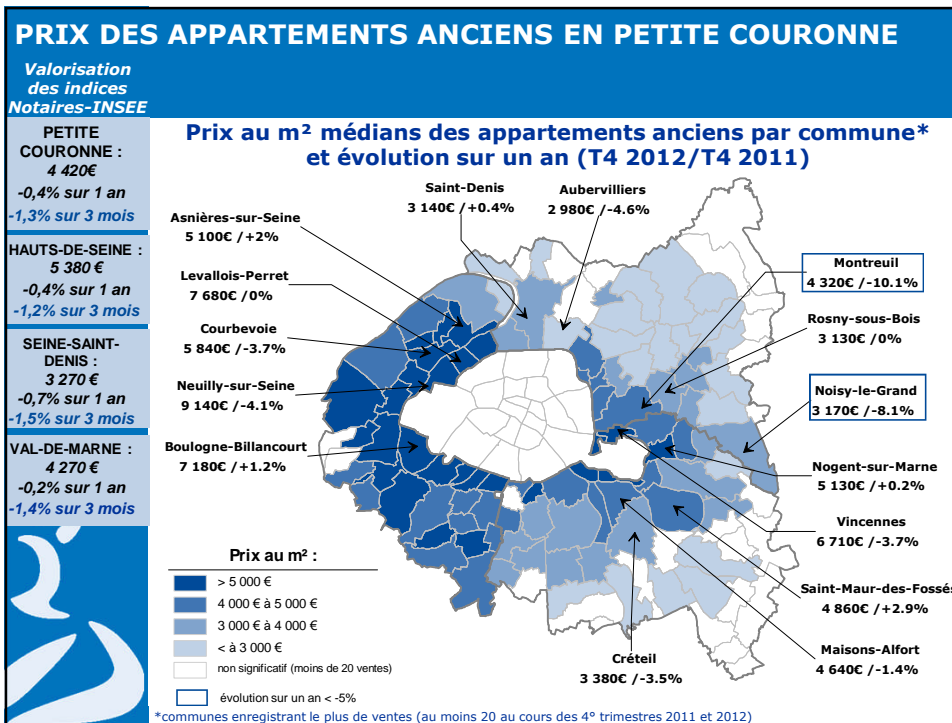 PRIX DES APPARTEMENTS ANCIENS EN PETITE COURONNE
Valorisation
des indices
Notaires-INSEE
PETITE
COURONNE :
4 420€
-0,4% sur 1 an
-1,3% sur 3 mois
HAUTS-DE-SEINE :
5 380 €
-0,4% sur 1 an
-1,2% sur 3 mois
SEINE-SAINT-
DENIS :
3 270 €
-0,7% sur 1 an
-1,5% sur 3 mois
VAL-DE-MARNE :
4 270 €
-0,2% sur 1 an
-1,4% sur 3 mois
Prix au m² médians des appartements anciens par commune*
et évolution sur un an (T4 2012/T4 2011)
Saint-Denis
3 140€ /+0.4%
Aubervilliers
2 980€ /-4.6%
Asnières-sur-Seine
5 100€ /+2%
Levallois-Perret
7 680€ /0%
Courbevoie
5 840€ /-3.7%
Neuilly-sur-Seine
9 140€ /-4.1%
Boulogne-Billancourt
7 180€ /+1.2%
Montreuil
4 320€ /-10.1%
Rosny-sous-Bois
3 130€ /0%
Noisy-le-Grand
3 170€ /-8.1%
Nogent-sur-Marne
5 130€ /+0.2%
Vincennes
6 710€ /-3.7%
Saint-Maur-des-Fossés
4 860€ /+2.9%
Maisons-Alfort
4 640€ /-1.4%
Créteil
3 380€ /-3.5%
Prix au m² :
> 5 000 €
4 000 € à 5 000 €
3 000 € à 4 000 €
< à 3 000 €
non significatif (moins de 20 ventes)
évolution sur un an < -5%
*communes enregistrant le plus de ventes (au moins 20 au cours des 4° trimestres 2011 et 2012)